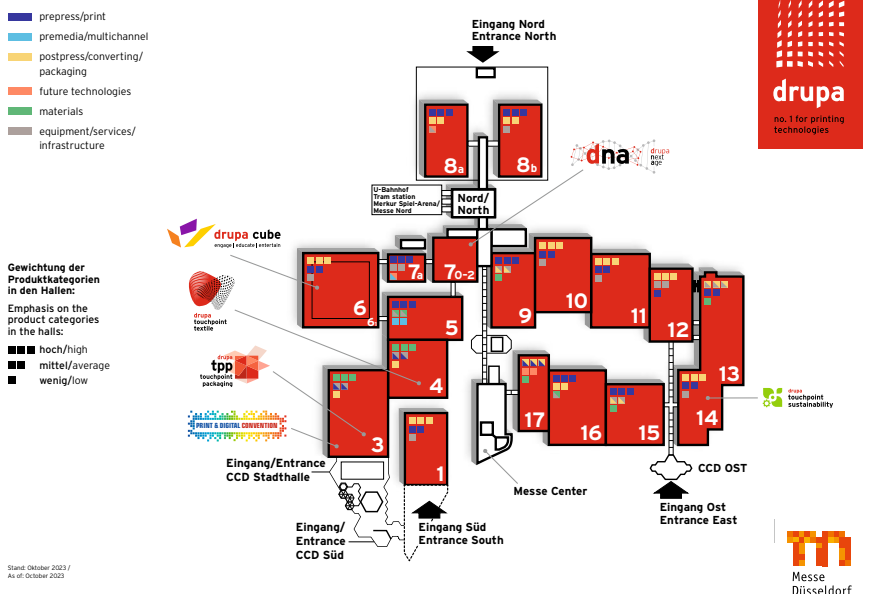 prepress/print
premedia/multichannel
postpress/converting/
packaging
future technologies
materials
equipment/services/
infrastructure
Eingang Nord
Entrance North
drupa
no. 1 for printing
technologies
8a
8b
dna
drupa
next
age
U-Bahnhof
Tram station
Merkur Spiel-Arena/
Messe Nord
Nord/
North
drupa cube
engage | educate | entertain
Gewichtung der
Produktkategorien
in den Hallen:
Emphasis on the
product categories
in the halls:
hoch/high
mittel/average
wenig/low
drupa
touchpoint
textile
drupa
tpp
touchpoint
packaging
PRINT & DIGITAL CONVENTION
6
7a
70-2
9
10
11
12
13
5
4
3
1
17
16
15
14
drupa
touchpoint
sustainability
Eingang/Entrance
CCD Stadthalle
Messe Center
CCD OST
Eingang Ost
Entrance East
Eingang/
Entrance
CCD Süd
Eingang Süd
Entrance South
Stand: Oktober 2023 /
As of: October 2023
Messe
Düsseldorf